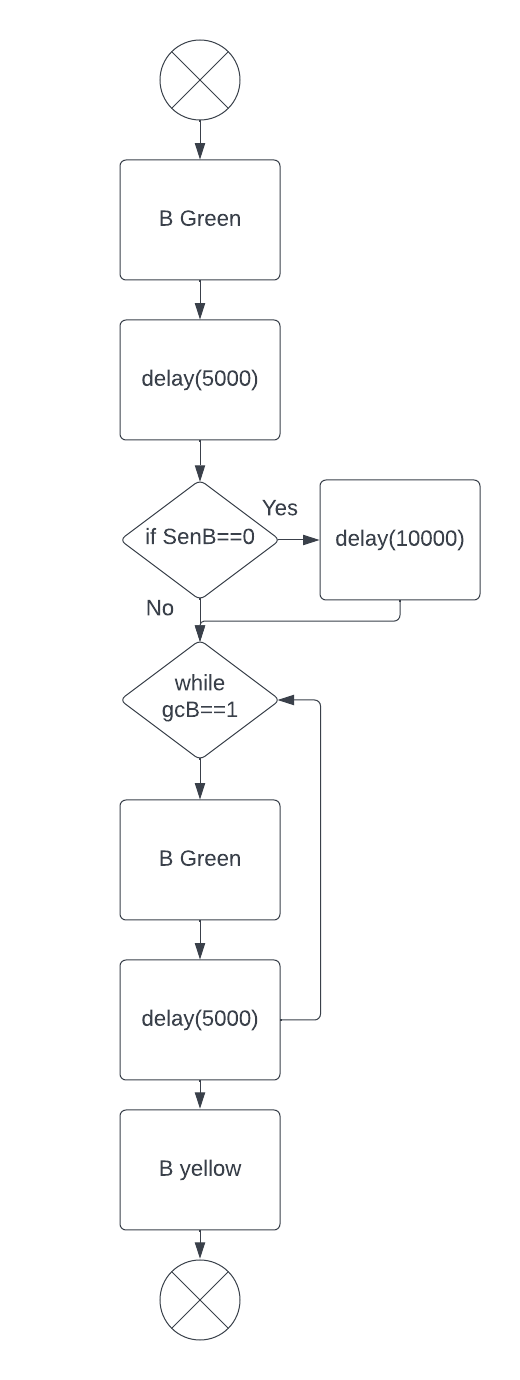 B Green
delay(5000)
if SenB==0
Yes
delay(10000)
No
while
gcB==1
B Green
delay(5000)
B yellow